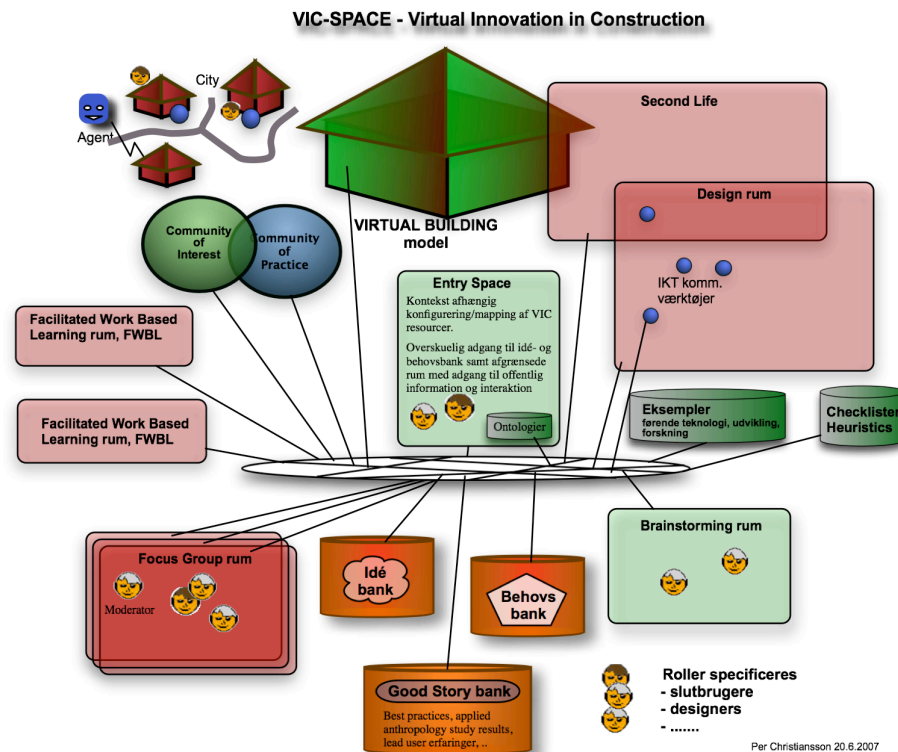 VIC-SPACE - Virtual Innovation in Construction
City
Agent
Second Life
Design rum
IKT komm.
værktøjer
VIRTUAL BUILDING
model
Community
of
Interest
Community
of
Practice
Entry Space
Kontekst afhængig
konfigurering/mapping af VIC
resourcer.
Overskuelig adgang til idé- og
behovsbank samt afgrænsede
rum med adgang til offentlig
information og interaktion
Ontologier
Facilitated Work Based
Learning rum, FWBL
Facilitated Work Based
Learning rum, FWBL
Eksempler
førende teknologi, udvikling,
forskning
Checklister
Heuristics
Focus Group rum
Moderator
Idé
bank
Behovs
bank
Brainstorming rum
Good Story bank
Best practices, applied
anthropology study results,
lead user erfaringer, ..
Roller specificeres
- slutbrugere
- designers
- .......
Per Christiansson 20.6.2007